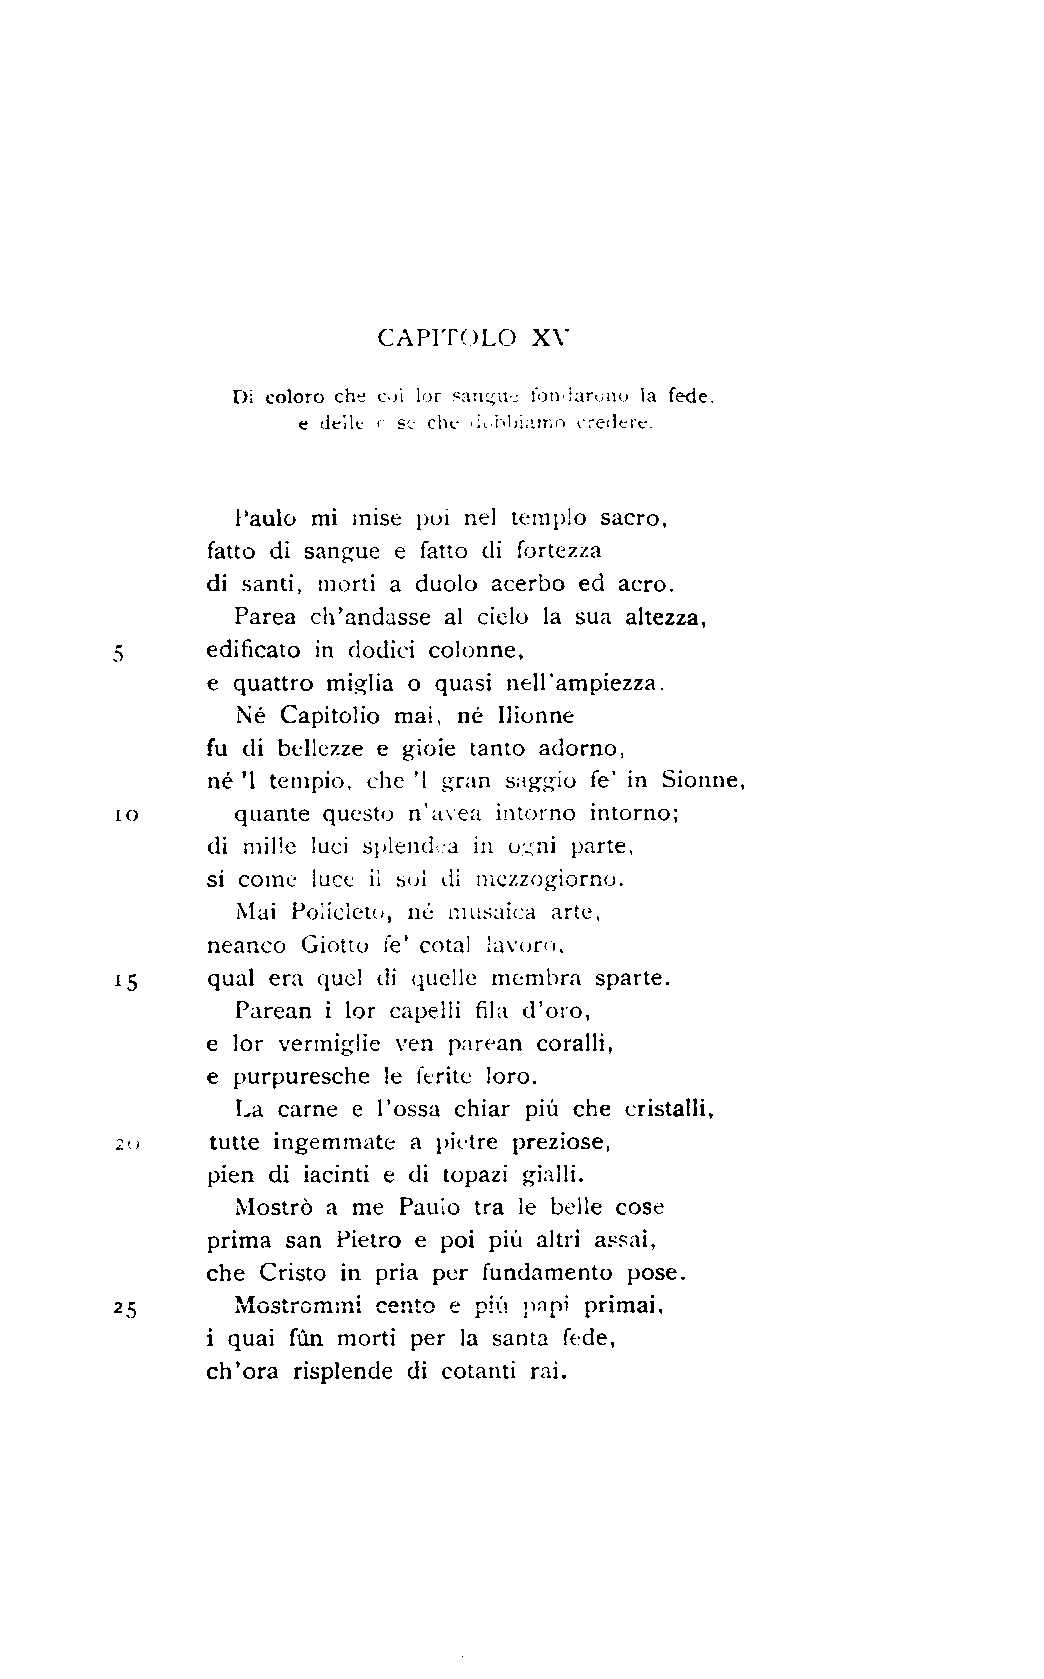 CAPITOLO XV
Di coloro che col lor sangue fondarono la fede,
e delle cose che dobbiamo credere.
Paulo mi mise poi nel templo sacro,
fatto di sangue e fatto di fortezza
di santi, morti a duolo acerbo ed acro.
Parea ch'andasse al cielo la sua altezza,
5 edificato in dodici colonne,
e quattro miglia o quasi nell'ampiezza.
Né Capitolio mai, né Ilionne
fu di bellezze e gioie tanto adorno,
né 'l tempio, che 'l gran saggio fe' in Sionne,
10 quante questo n'avea intorno intorno;
di mille luci splendea in ogni parte,
si come luce il sol di mezzogiorno.
Mai Policleto, né musaica arte,
neanco Giotto fe' cotal lavoro,
15 qual era quel di quelle membra sparte.
Parean i lor capelli fila d'oro,
e lor vermiglie ven parean coralli,
e purpuresche le ferite loro.
La carne e l'ossa chiar più che cristalli,
20 tutte ingemmate a pietre preziose,
pien di iacinti e di topazi gialli.
Mostrò a me Paulo tra le belle cose
prima san Pietro e poi più altri assai,
che Cristo in pria per fundamento pose.
25 Mostrommi cento e più papi primai,
i quai fûn morti per la santa fede,
ch'ora risplende di cotanti rai.